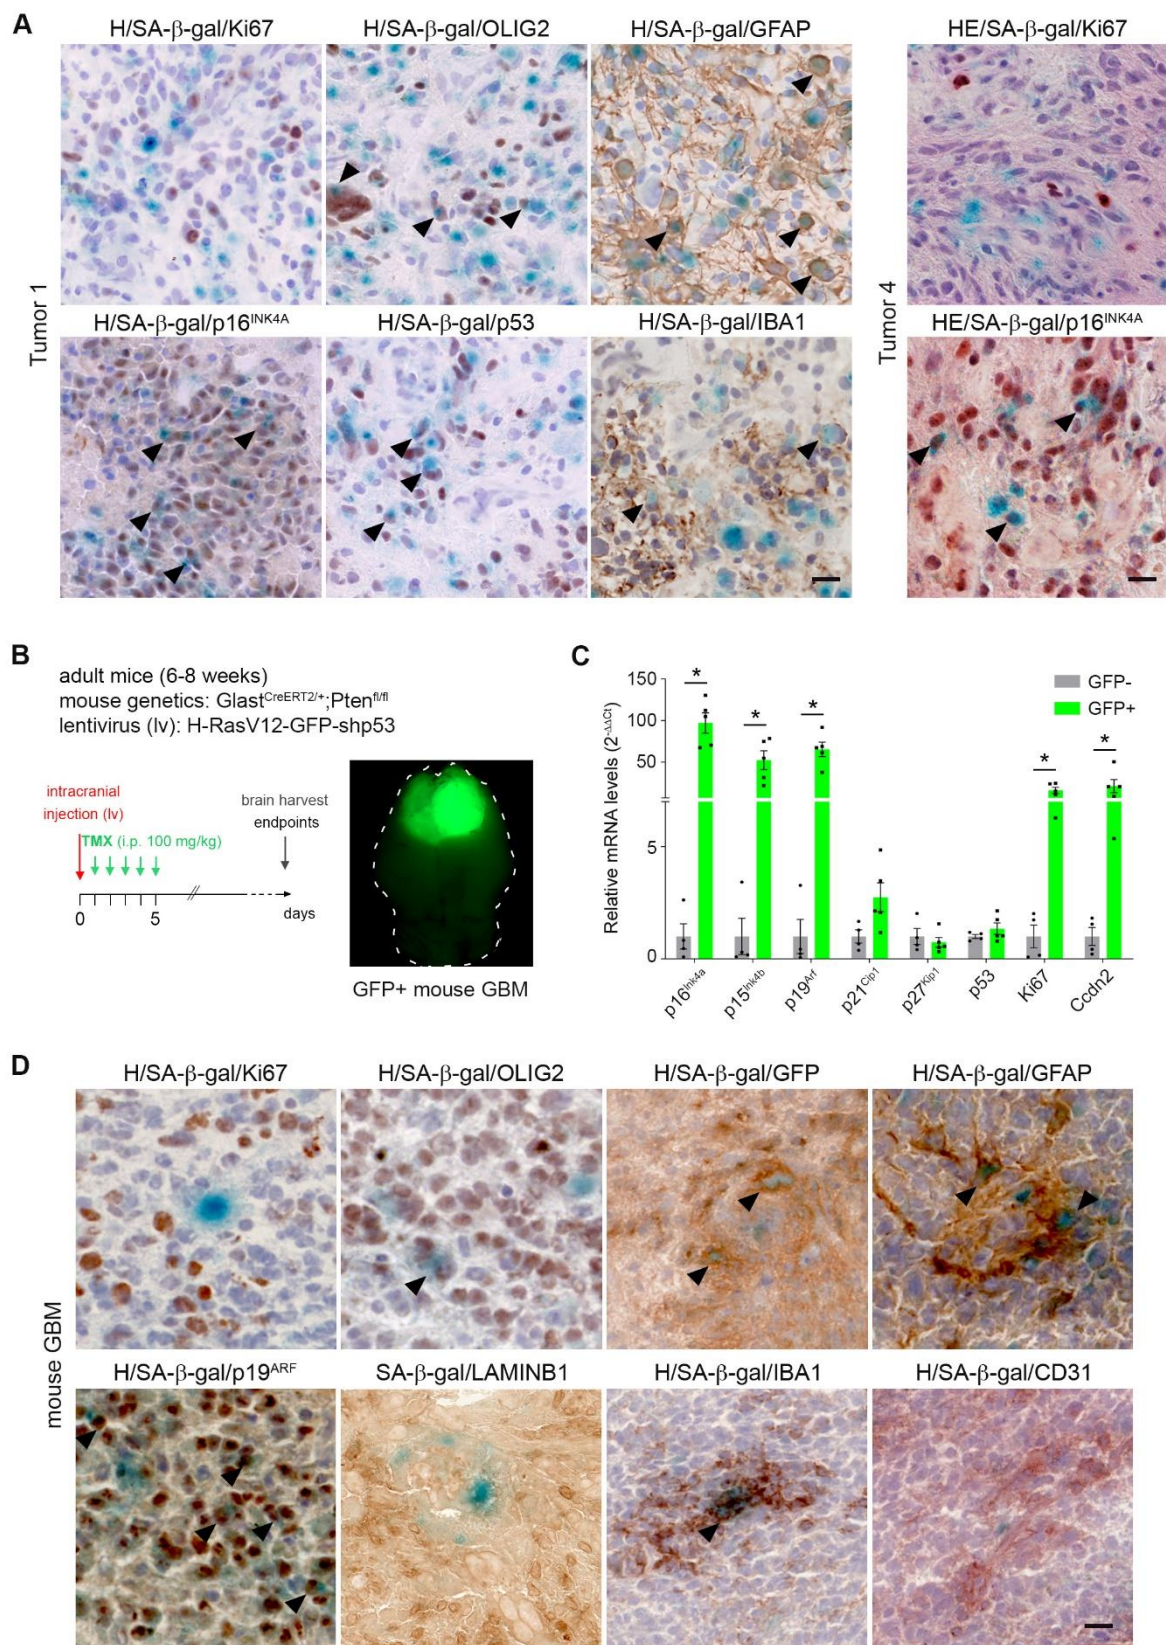 A
H/SA-β-gal/Ki67
H/SA-β-gal/OLIG2
H/SA-β-gal/GFAP
HE/SA-β-gal/Ki67
Tumor 1
H/SA-β-gal/p16INK4A
H/SA-β-gal/p53
H/SA-β-gal/IBA1
Tumor 4
HE/SA-β-gal/p16INK4A
B
adult mice (6-8 weeks)
mouse genetics: GlastCreERT2/+;Ptenfl/fl
lentivirus (lv): H-RasV12-GFP-shp53
intracranial
injection (lv)
TMX (i.p. 100 mg/kg)
brain harvest
endpoints
0
5
days
GFP+ mouse GBM
C
Relative mRNA levels (2-ΔΔCt)
150
100
50
5
0
* * * * *
GFP-
GFP+
p16Ink4a
p15Ink4b
p19Arf
p21Cip1
p27Kip1
p53
Ki67
Ccdn2
D
mouse GBM
H/SA-β-gal/Ki67
H/SA-β-gal/OLIG2
H/SA-β-gal/GFP
H/SA-β-gal/GFAP
H/SA-β-gal/p19ARF
SA-β-gal/LAMINB1
H/SA-β-gal/IBA1
H/SA-β-gal/CD31